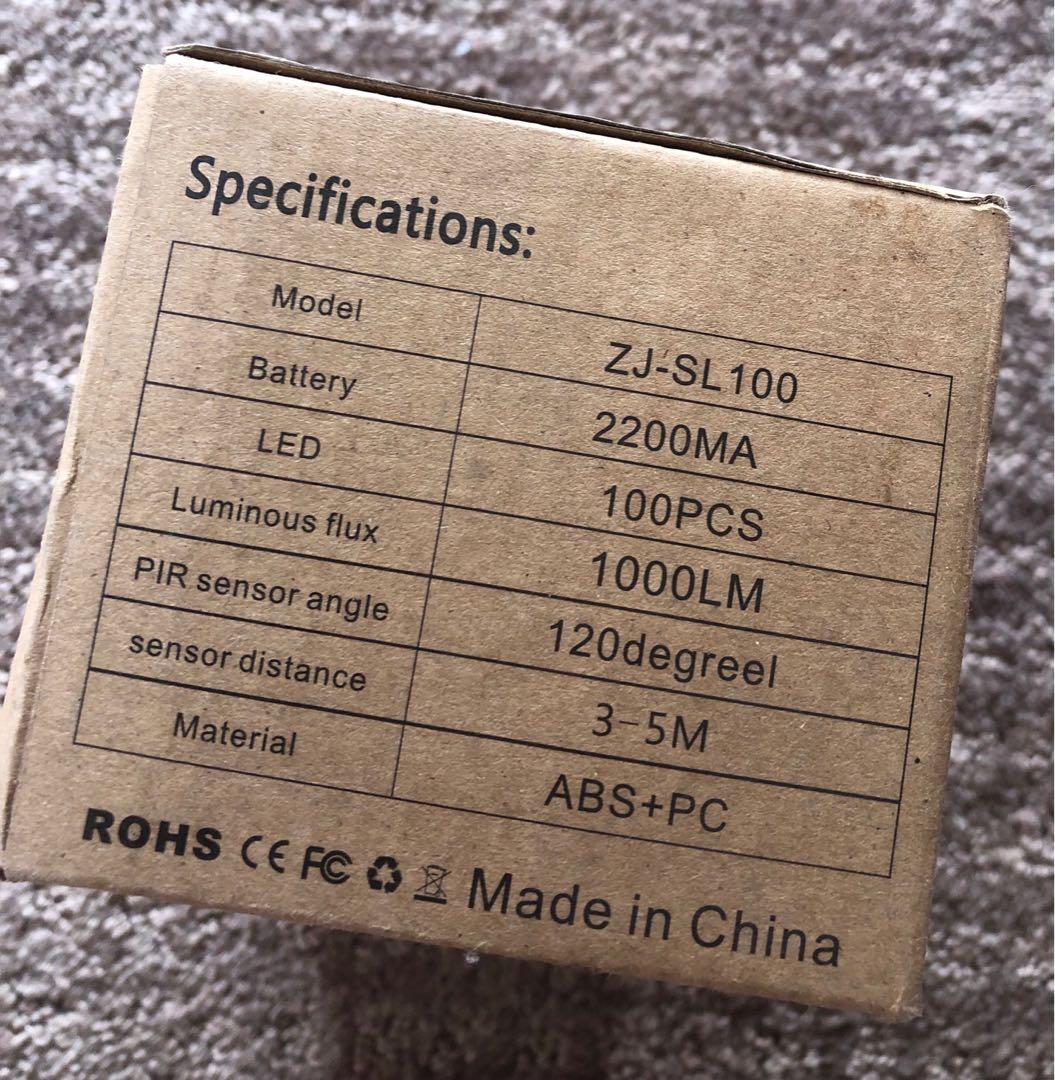 Specifications:
Model ZJ-SL100
Battery 2200MA
LED 100PCS
Luminous flux 1000LM
PIR sensor angle 120degreel
sensor distance 3-5M
Material ABS+PC
ROHS CE FC Made in China